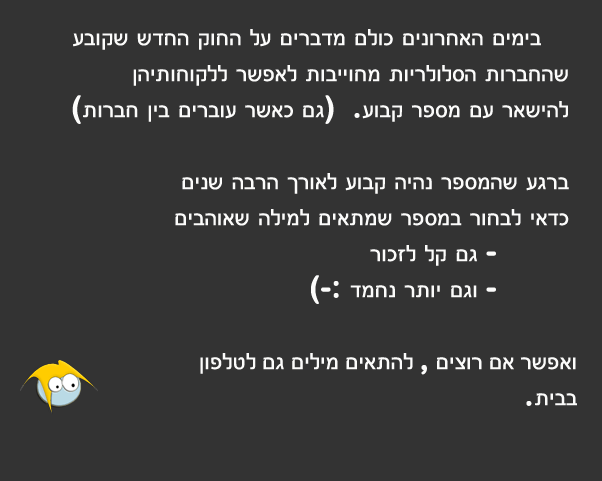 בימים האחרונים כולם מדברים על החוק החדש שקובע
שהחברות הסלולריות מחוייבות לאפשר ללקוחותיהן
להישאר עם מספר קבוע. (גם כאשר עוברים בין חברות)
ברגע שהמספר נהיה קבוע לאורך הרבה שנים
כדאי לבחור במספר שמתאים למילה שאוהבים
- גם קל לזכור
- וגם יותר נחמד :-)
ואפשר אם רוצים , להתאים מילים גם לטלפון
בבית.